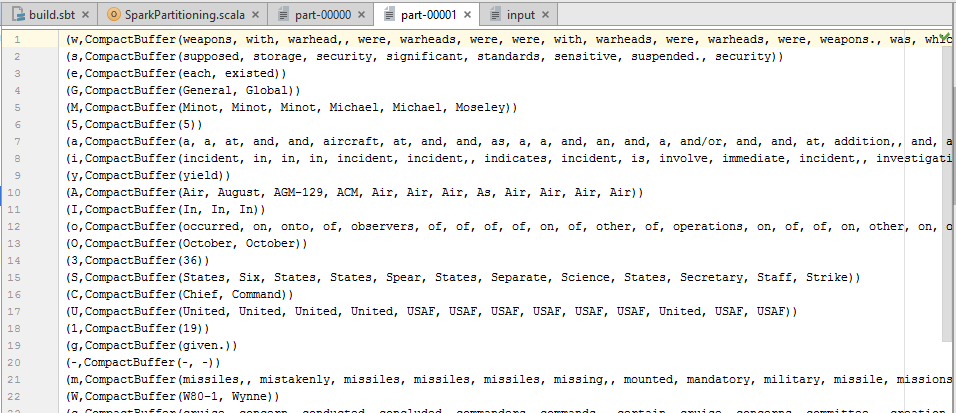 build.sbt SparkPartitioning.scala part-00000 part-00001 input
1 (w,CompactBuffer(weapons, with, warhead,, were, warheads, were, were, with, warheads, were, warheads, were, weapons., was,
2 (s,CompactBuffer(supposed, storage, security, significant, standards, sensitive, suspended., security))
3 (e,CompactBuffer(each, existed))
4 (G,CompactBuffer(General, Global))
5 (M,CompactBuffer(Minot, Minot, Minot, Michael, Michael, Moseley))
6 (5,CompactBuffer(5))
7 (a,CompactBuffer(a, a, at, and, and, aircraft, at, and, and, as, a, a, and, an, and, a, and/or, and, and, at, addition,, and, a
8 (i,CompactBuffer(incident, in, in, in, incident, incident,, indicates, incident, is, involve, immediate, incident,, investigati
9 (y,CompactBuffer(yield))
10 (A,CompactBuffer(Air, August, AGM-129, ACM, Air, Air, Air, As, Air, Air, Air, Air))
11 (I,CompactBuffer(In, In, In))
12 (o,CompactBuffer(occurred, on, onto, of, observers, of, of, of, of, on, of, other, of, operations, on, of, of, on, other, on, o
13 (O,CompactBuffer(October, October))
14 (3,CompactBuffer(36))
15 (S,CompactBuffer(States, Six, States, States, Spear, States, Separate, Science, States, Secretary, Staff, Strike))
16 (C,CompactBuffer(Chief, Command))
17 (U,CompactBuffer(United, United, United, United, USAF, USAF, USAF, USAF, USAF, USAF, United, USAF, USAF))
18 (1,CompactBuffer(19))
19 (g,CompactBuffer(given.))
20 (-,CompactBuffer(-, -))
21 (m,CompactBuffer(missiles,, mistakenly, missiles, missiles, missiles, missing,, mounted, mandatory, military, missile, missions
22 (W,CompactBuffer(W80-1, Wynne))